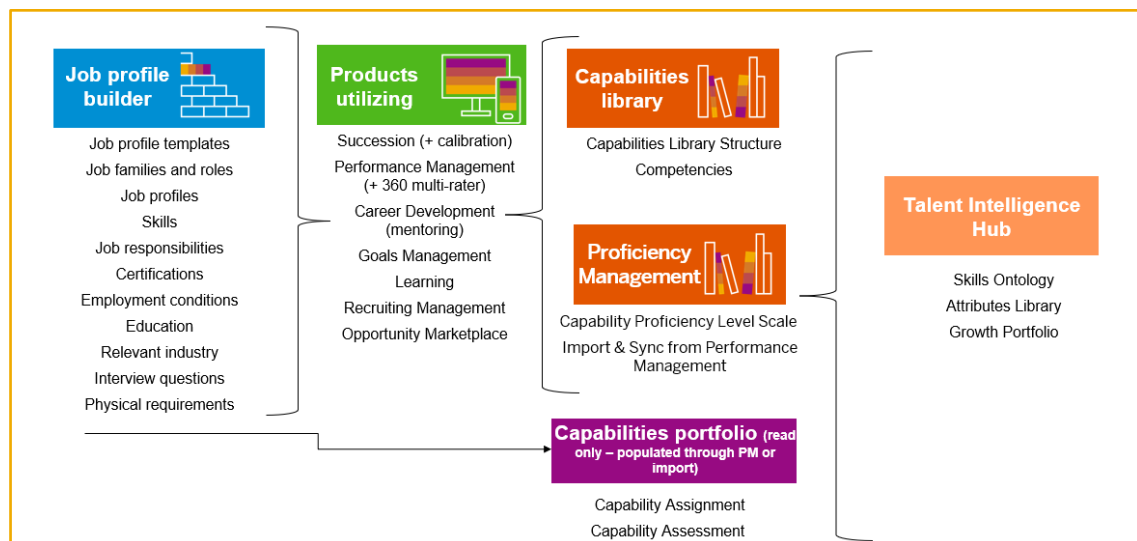 Job profile
builder
Job profile templates
Job families and roles
Job profiles
Skills
Job responsibilities
Certifications
Employment conditions
Education
Relevant industry
Interview questions
Physical requirements
Products
utilizing
Succession (+ calibration)
Performance Management
(+ 360 multi-rater)
Career Development
(mentoring)
Goals Management
Learning
Recruiting Management
Opportunity Marketplace
Capabilities
library
Capabilities Library Structure
Competencies
Proficiency
Management
Capability Proficiency Level Scale
Import & Sync from Performance
Management
Capabilities portfolio (read
only – populated through PM or
import)
Capability Assignment
Capability Assessment
Talent Intelligence
Hub
Skills Ontology
Attributes Library
Growth Portfolio